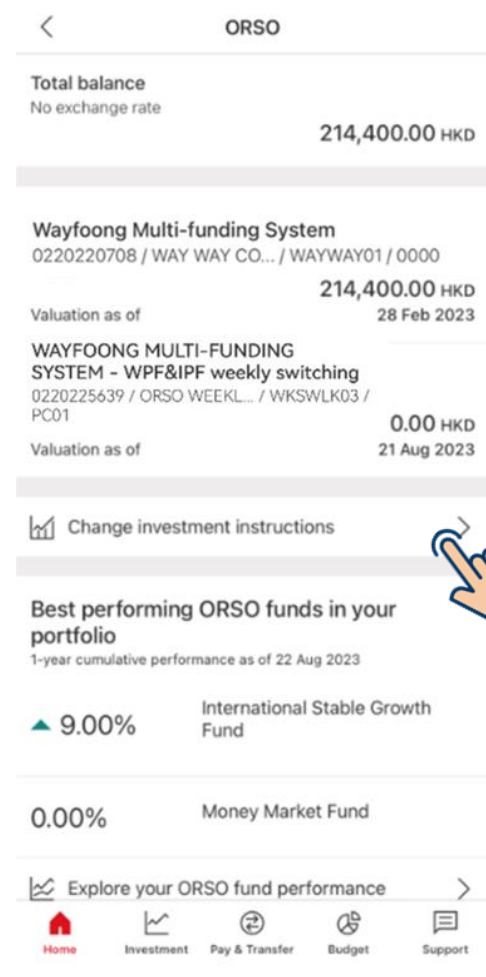 ORSO
Total balance
No exchange rate
214,400.00 HKD
Wayfoong Multi-funding System
0220220708 / WAY WAY CO... / WAYWAY01 / 0000
214,400.00 HKD
Valuation as of 28 Feb 2023
WAYFOONG MULTI-FUNDING
SYSTEM - WPF&IPF weekly switching
0220225639 / ORSO WEEKL... / WKSWLK03 /
PC01
0.00 HKD
Valuation as of 21 Aug 2023
Change investment instructions
Best performing ORSO funds in your
portfolio
1-year cumulative performance as of 22 Aug 2023
9.00% International Stable Growth
Fund
0.00% Money Market Fund
Explore your ORSO fund performance
Home Investment Pay & Transfer Budget Support